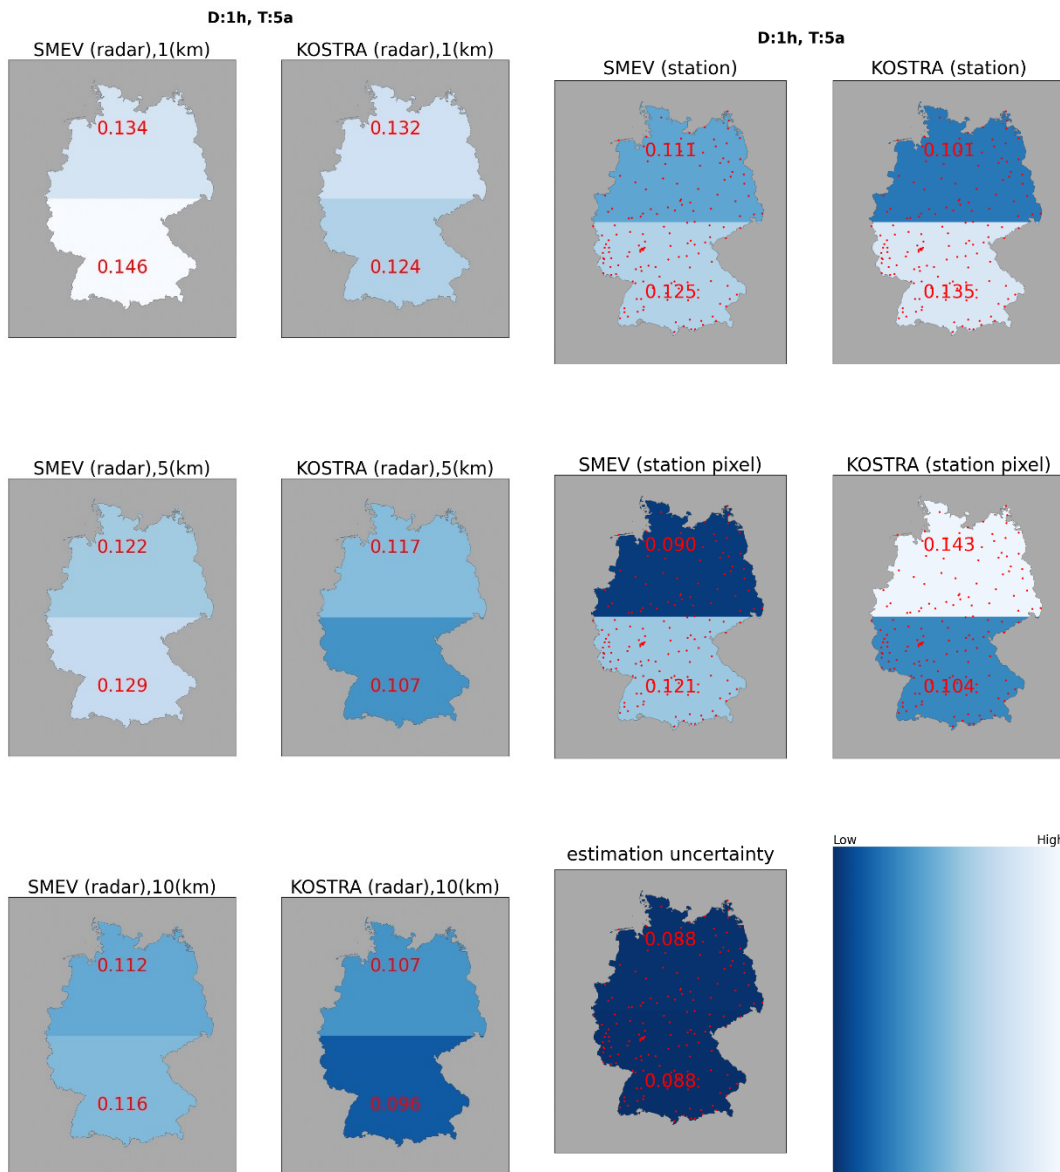 D:1h, T:5a
SMEV (radar),1(km)
KOSTRA (radar),1(km)
0.134
0.132
0.146
0.124
D:1h, T:5a
SMEV (station)
KOSTRA (station)
0.111
0.101
0.125
0.135
SMEV (radar),5(km)
KOSTRA (radar),5(km)
0.122
0.117
0.129
0.107
SMEV (station pixel)
KOSTRA (station pixel)
0.090
0.143
0.121
0.104
SMEV (radar),10(km)
KOSTRA (radar),10(km)
0.112
0.107
0.116
0.096
estimation uncertainty
0.088
0.088
Low
High